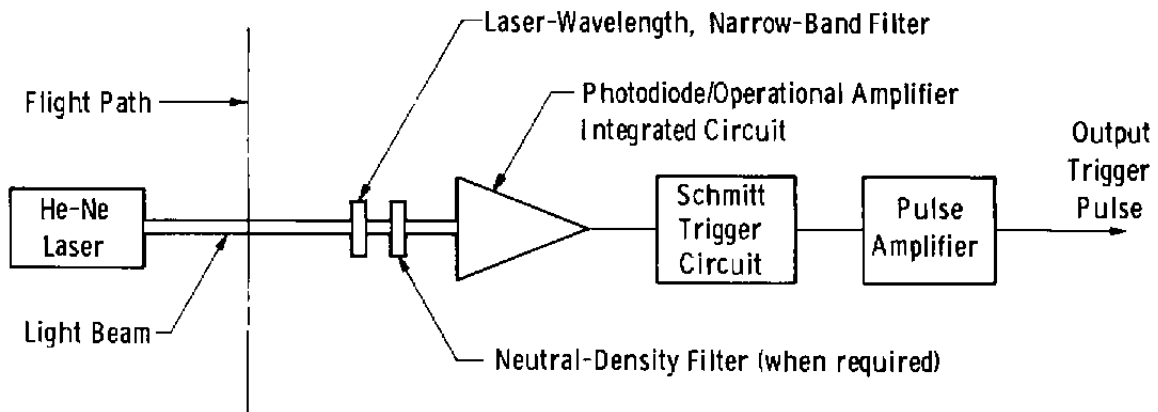 Laser-Wavelength, Narrow-Band Filter
Flight Path
Photodiode/Operational Amplifier
Integrated Circuit
Output
Trigger
Pulse
He-Ne
Laser
Schmitt
Trigger
Circuit
Pulse
Amplifier
Light Beam
Neutral-Density Filter (when required)